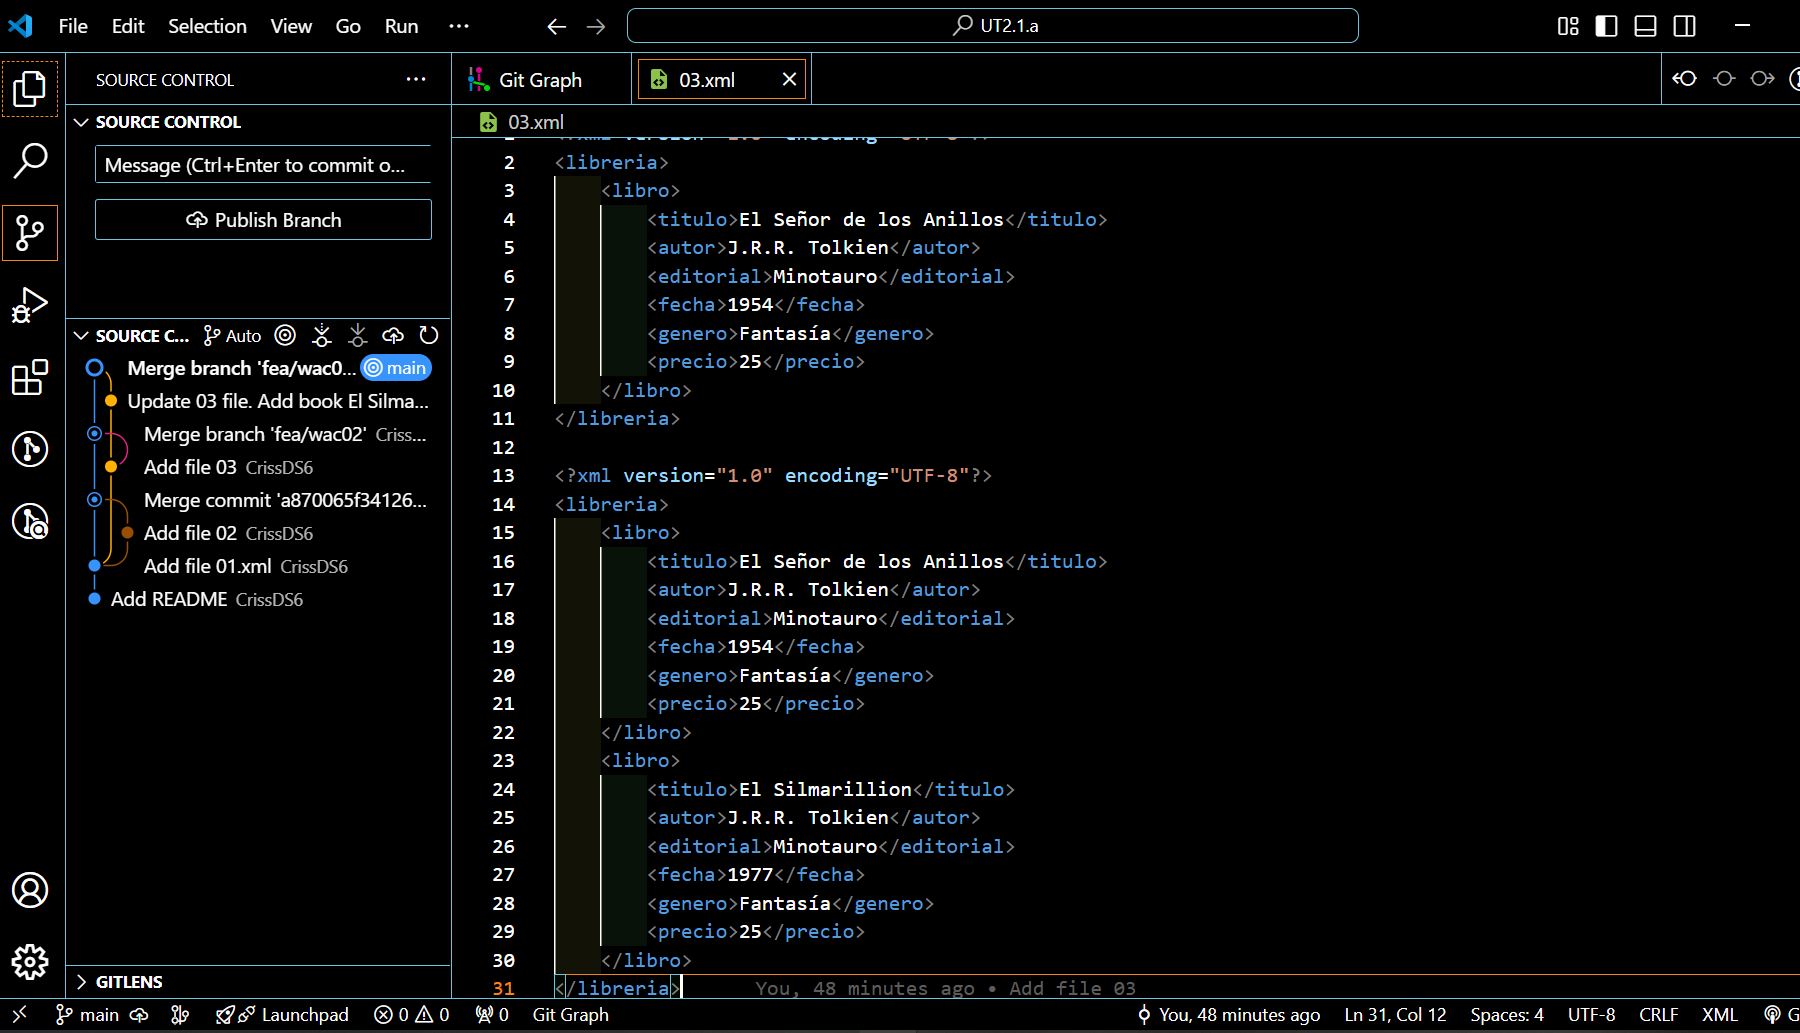 File Edit Selection View Go Run ···
UT2.1.a
SOURCE CONTROL ···
SOURCE CONTROL
Message (Ctrl+Enter to commit o...
Publish Branch
SOURCE C... Auto
Merge branch 'fea/wac0... main
Update 03 file. Add book El Silma...
Merge branch 'fea/wac02' Criss...
Add file 03 CrissDS6
Merge commit 'a870065f34126...
Add file 02 CrissDS6
Add file 01.xml CrissDS6
Add README CrissDS6
GITLENS
Git Graph
03.xml
03.xml
1 <?xml version="1.0" encoding="UTF-8"?>
2 <libreria>
3 <libro>
4 <titulo>El Señor de los Anillos</titulo>
5 <autor>J.R.R. Tolkien</autor>
6 <editorial>Minotauro</editorial>
7 <fecha>1954</fecha>
8 <genero>Fantasía</genero>
9 <precio>25</precio>
10 </libro>
11 </libreria>
12
13 <?xml version="1.0" encoding="UTF-8"?>
14 <libreria>
15 <libro>
16 <titulo>El Señor de los Anillos</titulo>
17 <autor>J.R.R. Tolkien</autor>
18 <editorial>Minotauro</editorial>
19 <fecha>1954</fecha>
20 <genero>Fantasía</genero>
21 <precio>25</precio>
22 </libro>
23 <libro>
24 <titulo>El Silmarillion</titulo>
25 <autor>J.R.R. Tolkien</autor>
26 <editorial>Minotauro</editorial>
27 <fecha>1977</fecha>
28 <genero>Fantasía</genero>
29 <precio>25</precio>
30 </libro>
31 </libreria> You, 48 minutes ago • Add file 03
main Launchpad 0 0 0 Git Graph You, 48 minutes ago Ln 31, Col 12 Spaces: 4 UTF-8 CRLF XML G